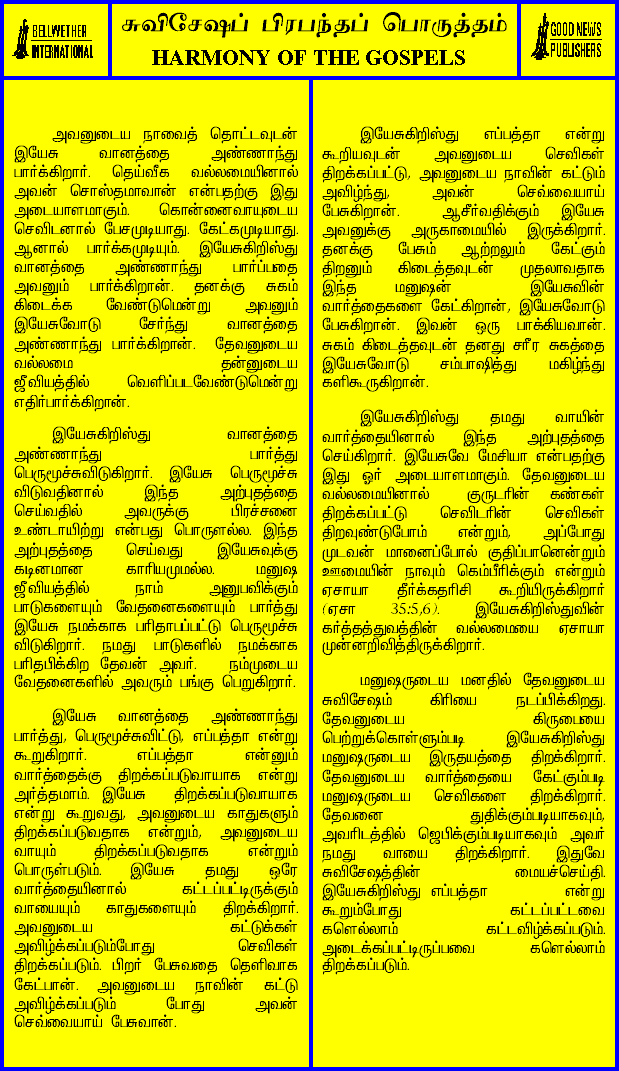 BELLWETHER
INTERNATIONAL
சுவிசேஷப் பிரபந்தப் பொருத்தம்
HARMONY OF THE GOSPELS
GOOD NEWS
PUBLISHERS
அவனுடைய நாவைத் தொட்டவுடன்
இயேசு வானத்தை அண்ணாந்து
பார்க்கிறார். தெய்வீக வல்லமையினால்
அவன் சொஸ்தமாவான் என்பதற்கு இது
அடையாளமாகும். கொன்னைவாயுடைய
செவிடனால் பேசமுடியாது. கேட்கமுடியாது.
ஆனால் பார்க்கமுடியும். இயேசுகிறிஸ்து
வானத்தை அண்ணாந்து பார்ப்பதை
அவனும் பார்க்கிறான். தனக்கு சுகம்
கிடைக்க வேண்டுமென்று அவனும்
இயேசுவோடு சேர்ந்து வானத்தை
அண்ணாந்து பார்க்கிறான். தேவனுடைய
வல்லமை தன்னுடைய
ஜீவியத்தில் வெளிப்படவேண்டுமென்று
எதிர்பார்க்கிறான்.
இயேசுகிறிஸ்து வானத்தை
அண்ணாந்து பார்த்து
பெருமூச்சுவிடுகிறார். இயேசு பெருமூச்சு
விடுவதினால் இந்த அற்புதத்தை
செய்வதில் அவருக்கு பிரச்சனை
உண்டாயிற்று என்பது பொருளல்ல. இந்த
அற்புதத்தை செய்வது இயேசுவுக்கு
கடினமான காரியமுமல்ல. மனுஷ
ஜீவியத்தில் நாம் அனுபவிக்கும்
பாடுகளையும் வேதனைகளையும் பார்த்து
இயேசு நமக்காக பரிதாபப்பட்டு பெருமூச்சு
விடுகிறார். நமது பாடுகளில் நமக்காக
பரிதபிக்கிற தேவன் அவர். நம்முடைய
வேதனைகளில் அவரும் பங்கு பெறுகிறார்.
இயேசு வானத்தை அண்ணாந்து
பார்த்து, பெருமூச்சுவிட்டு, எப்பத்தா என்று
கூறுகிறார். எப்பத்தா என்னும்
வார்த்தைக்கு திறக்கப்படுவாயாக என்று
அர்த்தமாம். இயேசு திறக்கப்படுவாயாக
என்று கூறுவது, அவனுடைய காதுகளும்
திறக்கப்படுவதாக என்றும், அவனுடைய
வாயும் திறக்கப்படுவதாக என்றும்
பொருள்படும். இயேசு தமது ஒரே
வார்த்தையினால் கட்டப்பட்டிருக்கும்
வாயையும் காதுகளையும் திறக்கிறார்.
அவனுடைய கட்டுக்கள்
அவிழ்க்கப்படும்போது செவிகள்
திறக்கப்படும். பிறர் பேசுவதை தெளிவாக
கேட்பான். அவனுடைய நாவின் கட்டு
அவிழ்க்கப்படும் போது அவன்
செவ்வையாய் பேசுவான்.
இயேசுகிறிஸ்து எப்பத்தா என்று
கூறியவுடன் அவனுடைய செவிகள்
திறக்கப்பட்டு, அவனுடைய நாவின் கட்டும்
அவிழ்ந்து, அவன் செவ்வையாய்
பேசுகிறான். ஆசீர்வதிக்கும் இயேசு
அவனுக்கு அருகாமையில் இருக்கிறார்.
தனக்கு பேசும் ஆற்றலும் கேட்கும்
திறனும் கிடைத்தவுடன் முதலாவதாக
இந்த மனுஷன் இயேசுவின்
வார்த்தைகளை கேட்கிறான், இயேசுவோடு
பேசுகிறான். இவன் ஒரு பாக்கியவான்.
சுகம் கிடைத்தவுடன் தனது சரீர சுகத்தை
இயேசுவோடு சம்பாஷித்து மகிழ்ந்து
களிகூருகிறான்.
இயேசுகிறிஸ்து தமது வாயின்
வார்த்தையினால் இந்த அற்புதத்தை
செய்கிறார். இயேசுவே மேசியா என்பதற்கு
இது ஓர் அடையாளமாகும். தேவனுடைய
வல்லமையினால் குருடரின் கண்கள்
திறக்கப்பட்டு செவிடரின் செவிகள்
திறவுண்டுபோம் என்றும், அப்போது
முடவன் மானைப்போல் குதிப்பானென்றும்
ஊமையின் நாவும் கெம்பீரிக்கும் என்றும்
ஏசாயா தீர்க்கதரிசி கூறியிருக்கிறார்
(ஏசா 35:5,6). இயேசுகிறிஸ்துவின்
கர்த்தத்துவத்தின் வல்லமையை ஏசாயா
முன்னறிவித்திருக்கிறார்.
மனுஷருடைய மனதில் தேவனுடைய
சுவிசேஷம் கிரியை நடப்பிக்கிறது.
தேவனுடைய கிருபையை
பெற்றுக்கொள்ளும்படி இயேசுகிறிஸ்து
மனுஷருடைய இருதயத்தை திறக்கிறார்.
தேவனுடைய வார்த்தையை கேட்கும்படி
மனுஷருடைய செவிகளை திறக்கிறார்.
தேவனை துதிக்கும்படியாகவும்,
அவரிடத்தில் ஜெபிக்கும்படியாகவும் அவர்
நமது வாயை திறக்கிறார். இதுவே
சுவிசேஷத்தின் மையச்செய்தி.
இயேசுகிறிஸ்து எப்பத்தா என்று
கூறும்போது கட்டப்பட்டவை
களெல்லாம் கட்டவிழ்க்கப்படும்.
அடைக்கப்பட்டிருப்பவை களெல்லாம்
திறக்கப்படும்.